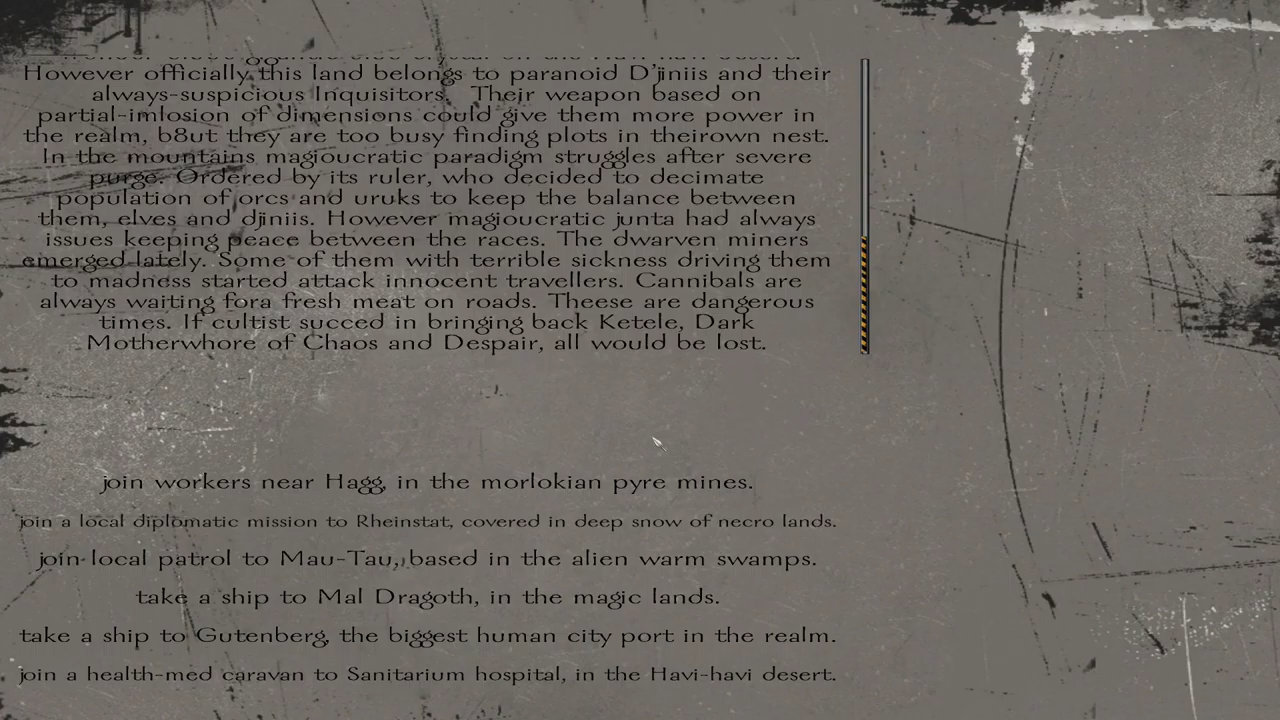 However officially this land belongs to paranoid D'jiniis and their
always-suspicious Inquisitors.  Their weapon based on
partial-imlosion of dimensions could give them more power in
the realm, b8ut they are too busy finding plots in theirown nest.
In the mountains magioucratic paradigm struggles after severe
purge. Ordered by its ruler, who decided to decimate
population of orcs and uruks to keep the balance between
them, elves and djiniis. However magioucratic junta had always
issues keeping peace between the races. The dwarven miners
emerged lately. Some of them with terrible sickness driving them
to madness started attack innocent travellers. Cannibals are
always waiting fora fresh meat on roads. Theese are dangerous
times. If cultist succed in bringing back Ketele, Dark
Motherwhore of Chaos and Despair, all would be lost.
join workers near Hagg, in the morlokian pyre mines.
join a local diplomatic mission to Rheinstat, covered in deep snow of necro lands.
join local patrol to Mau-Tau, based in the alien warm swamps.
take a ship to Mal Dragoth, in the magic lands.
take a ship to Gutenberg, the biggest human city port in the realm.
join a health-med caravan to Sanitarium hospital, in the Havi-havi desert.